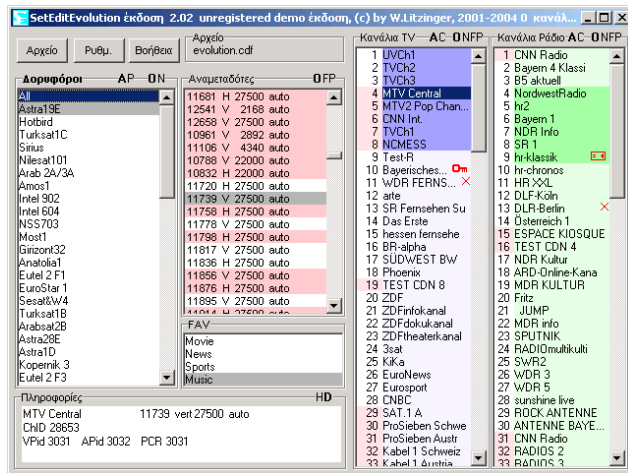 SetEditEvolution έκδοση 2.02 unregistered demo έκδοση, (c) by W.Litzinger, 2001-2004 0 κανάλ...
Αρχείο
Ρυθμ.
Βοήθεια
Αρχείο
evolution.cdf
Δορυφόροι AP ON
All
Astra19E
Hotbird
Turksat1C
Sirius
Nilesat101
Arab 2A/3A
Amos1
Intel 902
Intel 604
NSS703
Most1
Girizont32
Anatolia1
Eutel 2 F1
EuroStar 1
Sesat&W4
Turksat1B
Arabsat2B
Astra28E
Astra1D
Kopernik 3
Eutel 2 F3
Αναμεταδότες OFP
11681 H 27500 auto
12541 V 2168 auto
12658 V 27500 auto
10961 V 2892 auto
11106 V 4340 auto
10788 V 22000 auto
10832 H 22000 auto
11720 H 27500 auto
11739 V 27500 auto
11758 H 27500 auto
11778 V 27500 auto
11798 H 27500 auto
11817 V 27500 auto
11836 H 27500 auto
11856 V 27500 auto
11876 H 27500 auto
11895 V 27500 auto
11914 H 27500 auto
FAV
Movie
News
Sports
Music
Πληροφορίες HD
MTV Central 11739 vert 27500 auto
ChID 28653
VPid 3031 APid 3032 PCR 3031
Κανάλια TV AC ONFP
1 UVCh1
2 TVCh2
3 TVCh3
4 MTV Central
5 MTV2 Pop Chan...
6 CNN Int.
7 TVCh1
8 NCMESS
9 Test-R
10 Bayerisches...
11 WDR FERNS...
12 arte
13 SR Fernsehen Su
14 Das Erste
15 hessen fernsehe
16 BR-alpha
17 SÜDWEST BW
18 Phoenix
19 TEST CDN 8
20 ZDF
21 ZDFinfokanal
22 ZDFdokukanal
23 ZDFtheaterkanal
24 3sat
25 KiKa
26 EuroNews
27 Eurosport
28 CNBC
29 SAT.1 A
30 ProSieben Schwe
31 ProSieben Austr
32 Kabel 1 Schweiz
33 Kabel 1 Austria
Κανάλια Ράδιο AC ONFP
1 CNN Radio
2 Bayern 4 Klassi
3 B5 aktuell
4 NordwestRadio
5 hr2
6 Bayern 1
7 NDR Info
8 SR 1
9 hr-klassik
10 hr-chronos
11 HR XXL
12 DLF-Köln
13 DLR-Berlin
14 Österreich 1
15 ESPACE KIOSQUE
16 TEST CDN 4
17 NDR Kultur
18 ARD-Online-Kana
19 MDR KULTUR
20 Fritz
21 JUMP
22 MDR info
23 SPUTNIK
24 RADIOmultikulti
25 SWR2
26 WDR 3
27 WDR 5
28 sunshine live
29 ROCK ANTENNE
30 ANTENNE BAYE...
31 CNN Radio
32 RADIOS 2
33 RADIOS 3